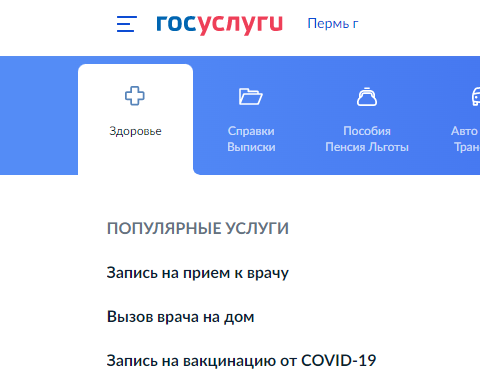 госуслуги Пермь г
Здоровье
Справки
Выписки
Пособия
Пенсия Льготы
Авто
ПОПУЛЯРНЫЕ УСЛУГИ
Запись на прием к врачу
Вызов врача на дом
Запись на вакцинацию от COVID-19